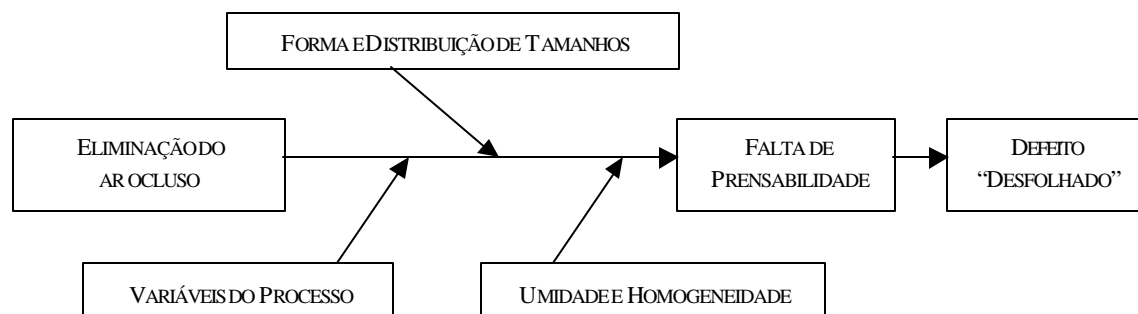 FORMA E DISTRIBUIÇÃO DE TAMANHOS
ELIMINAÇÃO DO
AR OCLUSO
FALTA DE
PRENSABILIDADE
DEFEITO
“DESFOLHADO”
VARIÁVEIS DO PROCESSO
UMIDADE E HOMOGENEIDADE